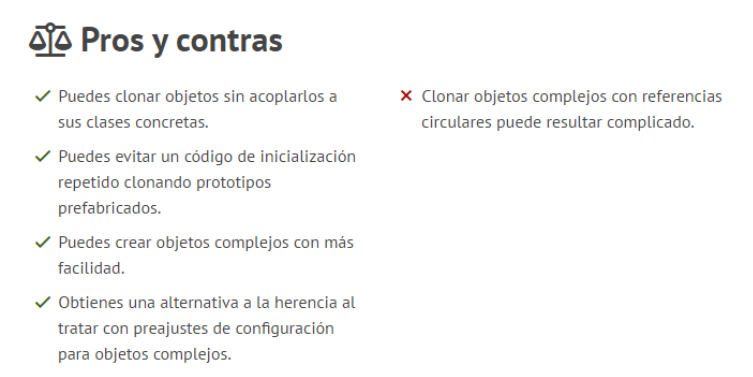 Pros y contras
Puedes clonar objetos sin acoplarlos a
sus clases concretas.
Puedes evitar un código de inicialización
repetido clonando prototipos
prefabricados.
Puedes crear objetos complejos con más
facilidad.
Obtienes una alternativa a la herencia al
tratar con preajustes de configuración
para objetos complejos.
Clonar objetos complejos con referencias
circulares puede resultar complicado.